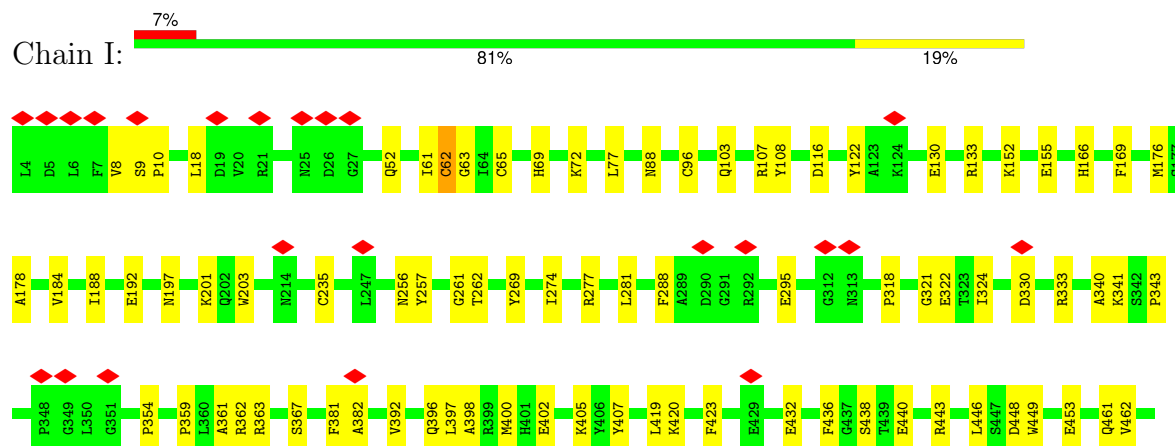 7%
Chain I:
81% 19%
L4 D5 L6 F7 V8 S9 P10 L18 D19 V20 R21 N25 D26 G27 Q52 I61 C62 G63 I64 C65 H69 K72 L77 N88 C96 Q103 R107 Y108 D116 Y122 A123 K124 E130 R133 K152 E155 H166 F169 M176
A178 V184 I188 E192 N197 K201 Q202 W203 N214 C235 L247 N256 Y257 G261 T262 Y269 I274 R277 L281 F288 A289 D290 G291 R292 E295 G312 N313 P318 G321 E322 T323 I324 D330 R333 A340 K341 S342 P343
P348 G349 L350 G351 P354 P359 L360 A361 R362 R363 S367 F381 A382 V392 Q396 L397 A398 R399 M400 H401 E402 K405 Y406 Y407 L419 K420 F423 E429 E432 F436 G437 S438 T439 E440 R443 L446 S447 D448 W449 E453 Q461 V462